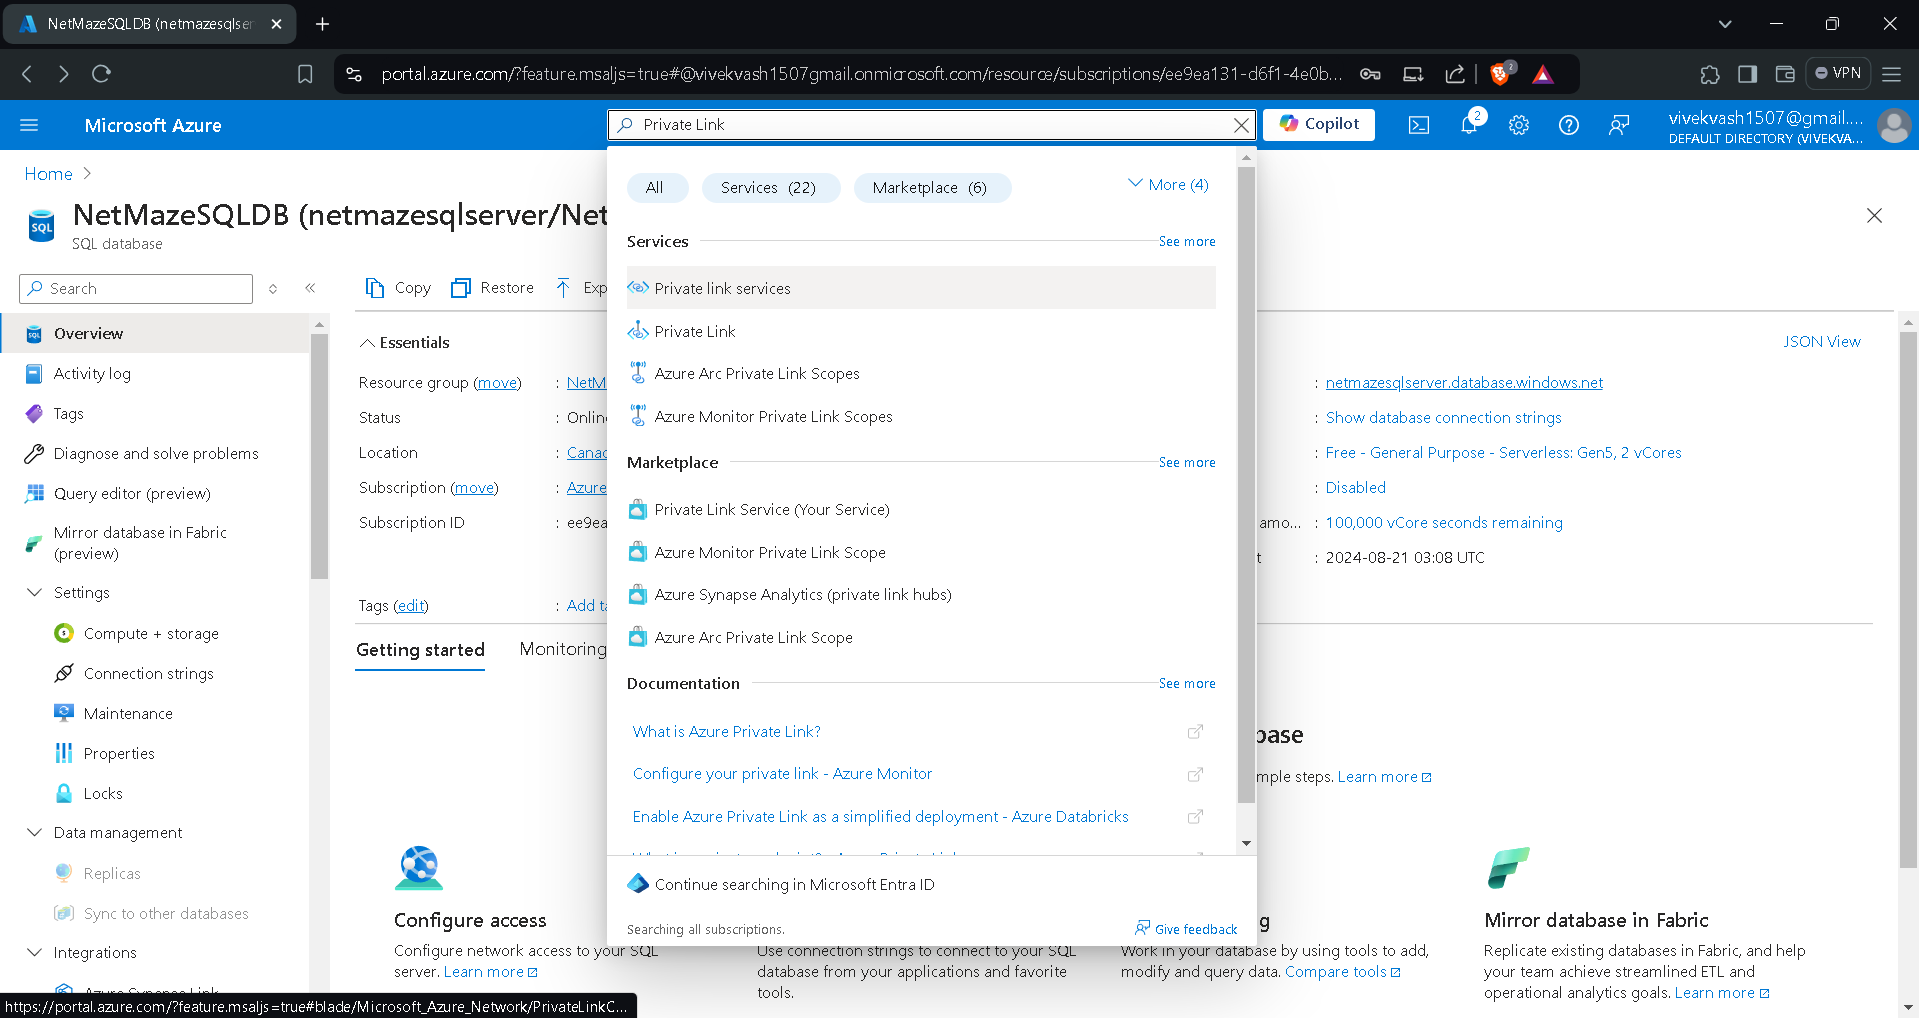 NetMazeSQLDB (netmazesqlser
portal.azure.com/?feature.msaljs=true#@vivekvash1507gmail.onmicrosoft.com/resource/subscriptions/ee9ea131-d6f1-4e0b...
2
VPN
Microsoft Azure
Private Link
Copilot
2
vivekvash1507@gmail....
DEFAULT DIRECTORY (VIVEKVA...
Home
NetMazeSQLDB (netmazesqlserver/Net
SQL database
Search
Overview
Activity log
Tags
Diagnose and solve problems
Query editor (preview)
Mirror database in Fabric
(preview)
Settings
Compute + storage
Connection strings
Maintenance
Properties
Locks
Data management
Replicas
Sync to other databases
Integrations
Azure Synapse Link
https://portal.azure.com/?feature.msaljs=true#blade/Microsoft_Azure_Network/PrivateLinkC...
Copy
Restore
Exp
Essentials
Resource group (move) : NetM
Status : Onlin
Location : Canad
Subscription (move) : Azure
Subscription ID : ee9ea
Tags (edit) : Add ta
Getting started
Monitoring
All
Services (22)
Marketplace (6)
More (4)
Services
See more
Private link services
Private Link
Azure Arc Private Link Scopes
Azure Monitor Private Link Scopes
Marketplace
See more
Private Link Service (Your Service)
Azure Monitor Private Link Scope
Azure Synapse Analytics (private link hubs)
Azure Arc Private Link Scope
Documentation
See more
What is Azure Private Link?
Configure your private link - Azure Monitor
Enable Azure Private Link as a simplified deployment - Azure Databricks
Continue searching in Microsoft Entra ID
Searching all subscriptions.
Give feedback
JSON View
: netmazesqlserver.database.windows.net
: Show database connection strings
: Free - General Purpose - Serverless: Gen5, 2 vCores
: Disabled
amo... : 100,000 vCore seconds remaining
t : 2024-08-21 03:08 UTC
base
mple steps. Learn more
Configure access
Configure network access to your SQL
server. Learn more
Use connection strings to connect to your SQL
database from your applications and favorite
tools.
g
Work in your database by using tools to add,
modify and query data. Compare tools
Mirror database in Fabric
Replicate existing databases in Fabric, and help
your team achieve streamlined ETL and
operational analytics goals. Learn more